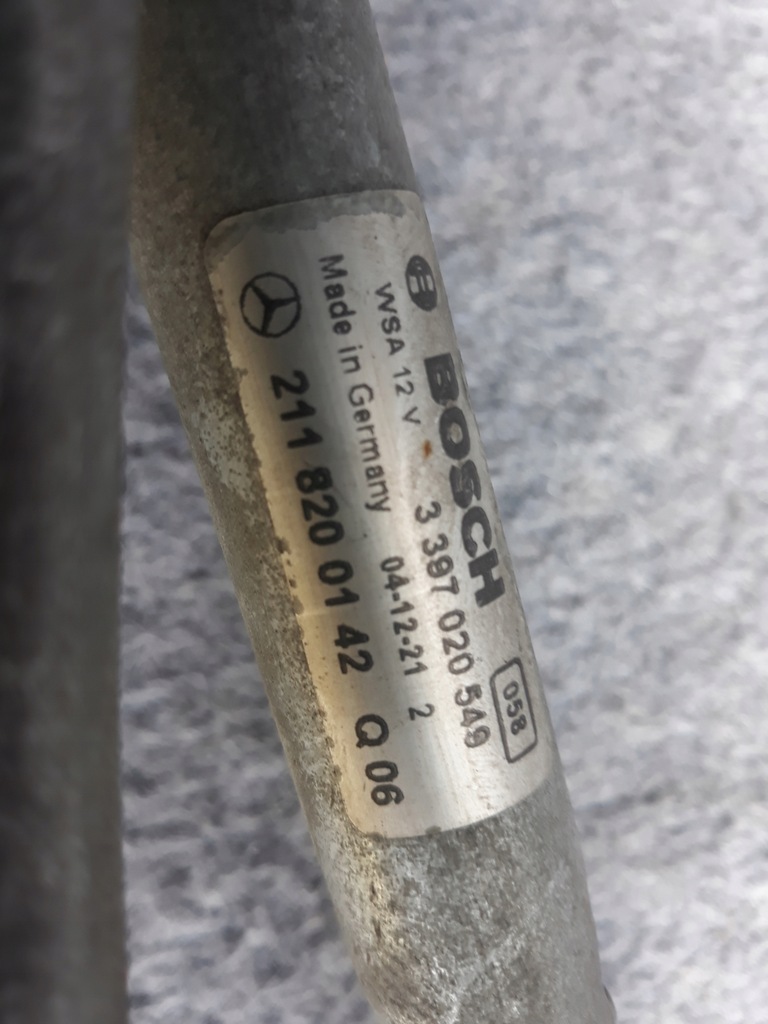 BOSCH 058
WSA 12 V 3 397 020 549
Made in Germany 04-12-21 2
211 820 01 42 Q 06